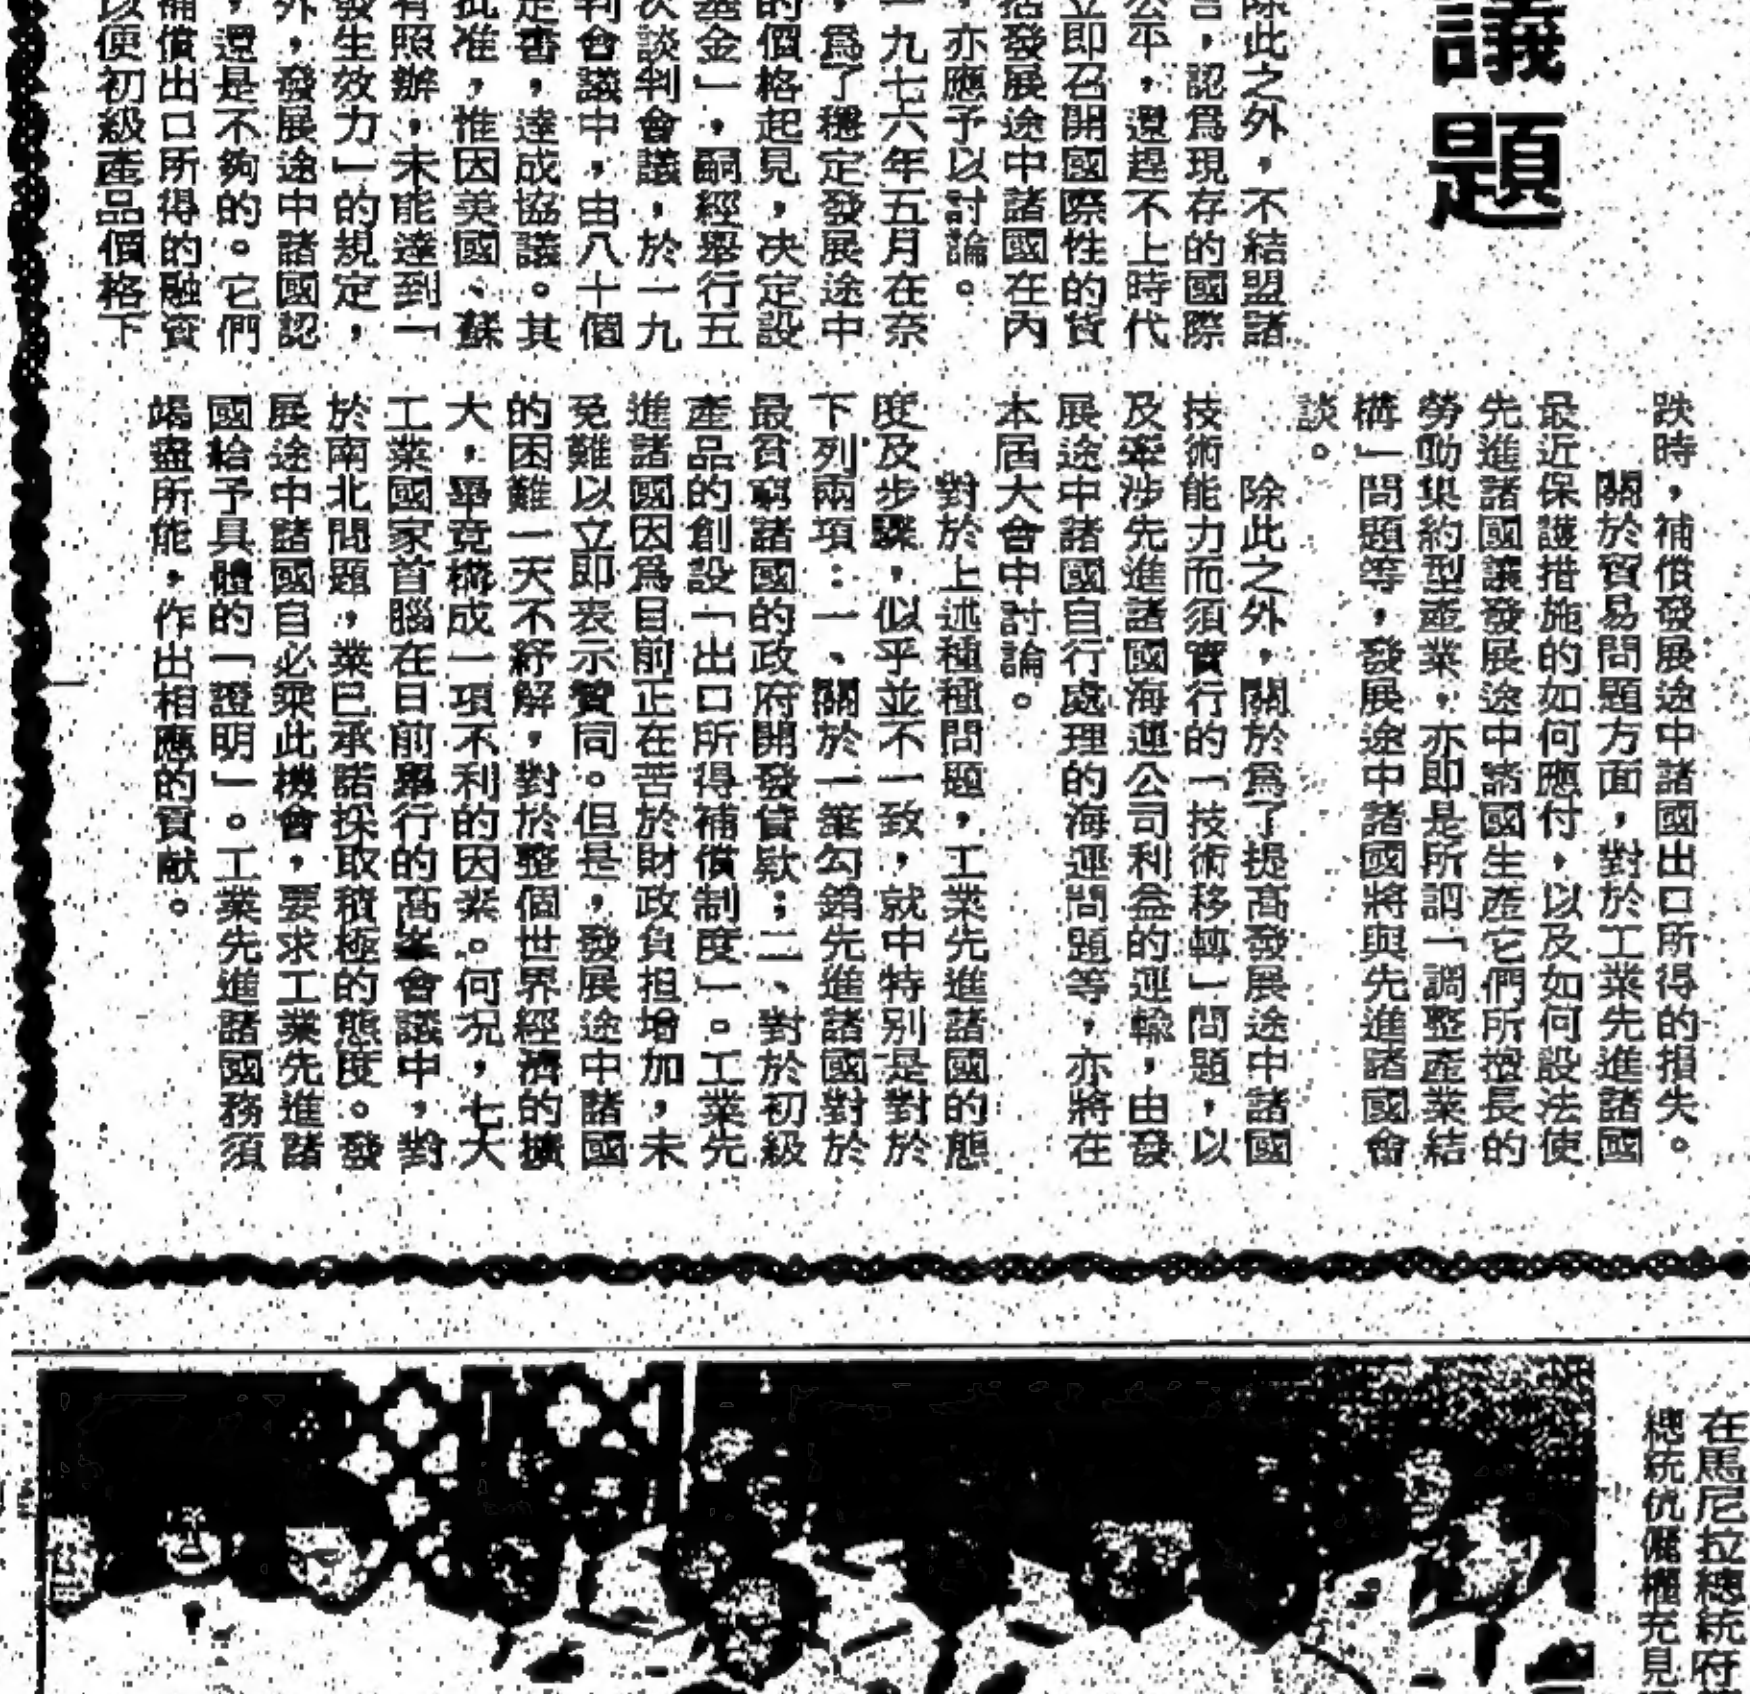 議題
除此之外，不結盟諸
言，認爲現存的國際
公平，還趕不上時代
立即召開國際性的貨
括發展途中諸國在內
，亦應予以討論。
一九七六年五月在奈
，爲了穩定發展途中
的價格起見，決定設
基金」，嗣經舉行五
次談判會議，於一九
判會議中，由八十個
定書，達成協議。其
批准，惟因美國、蘇
有照辦，未能達到「
發生效力」的規定，
外，發展途中諸國認
，還是不夠的。它們
補償出口所得的融資
以便初級產品價格下
跌時，補償發展途中諸國出口所得的損失。
關於貿易問題方面，對於工業先進諸國
最近保護措施的如何應付，以及如何設法使
先進諸國讓發展途中諸國生產它們所擅長的
勞動集約型產業，亦即是所謂「調整產業結
構」問題等，發展途中諸國將與先進諸國會
談。
除此之外，關於爲了提高發展途中諸國
技術能力而須實行的「技術移轉」問題，以
及牽涉先進諸國海運公司利益的運輸，由發
展途中諸國自行處理的海運問題等，亦將在
本屆大會中討論。
對於上述種種問題，工業先進諸國的態
度及步驟，似乎並不一致，就中特別是對於
下列兩項：一、關於一筆勾銷先進諸國對於
最貧窮諸國的政府開發貸款；二、對於初級
產品的創設「出口所得補償制度」。工業先
進諸國因爲目前正在苦於財政負担增加，未
免難以立即表示贊同。但是，發展途中諸國
的困難一天不紓解，對於整個世界經濟的擴
大，畢竟構成一項不利的因素。何況，七大
工業國家首腦在日前舉行的高峯會議中，對
於南北問題，業已承諾採取積極的態度。發
展途中諸國自必乘此機會，要求工業先進諸
國給予具體的「證明」。工業先進諸國務須
竭盡所能，作出相應的貢獻。
在馬尼拉總統府
總統伉儷權充見